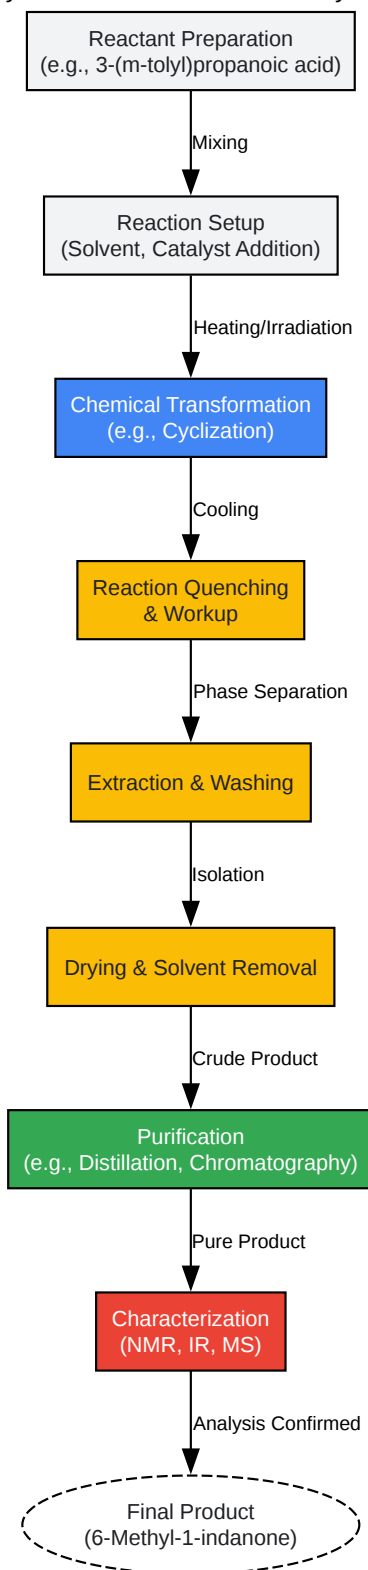 Reactant Preparation
(e.g., 3-(m-tolyl)propanoic acid)
Mixing
Reaction Setup
(Solvent, Catalyst Addition)
Heating/Irradiation
Chemical Transformation
(e.g., Cyclization)
Cooling
Reaction Quenching
& Workup
Phase Separation
Extraction & Washing
Isolation
Drying & Solvent Removal
Crude Product
Purification
(e.g., Distillation, Chromatography)
Pure Product
Characterization
(NMR, IR, MS)
Analysis Confirmed
Final Product
(6-Methyl-1-indanone)